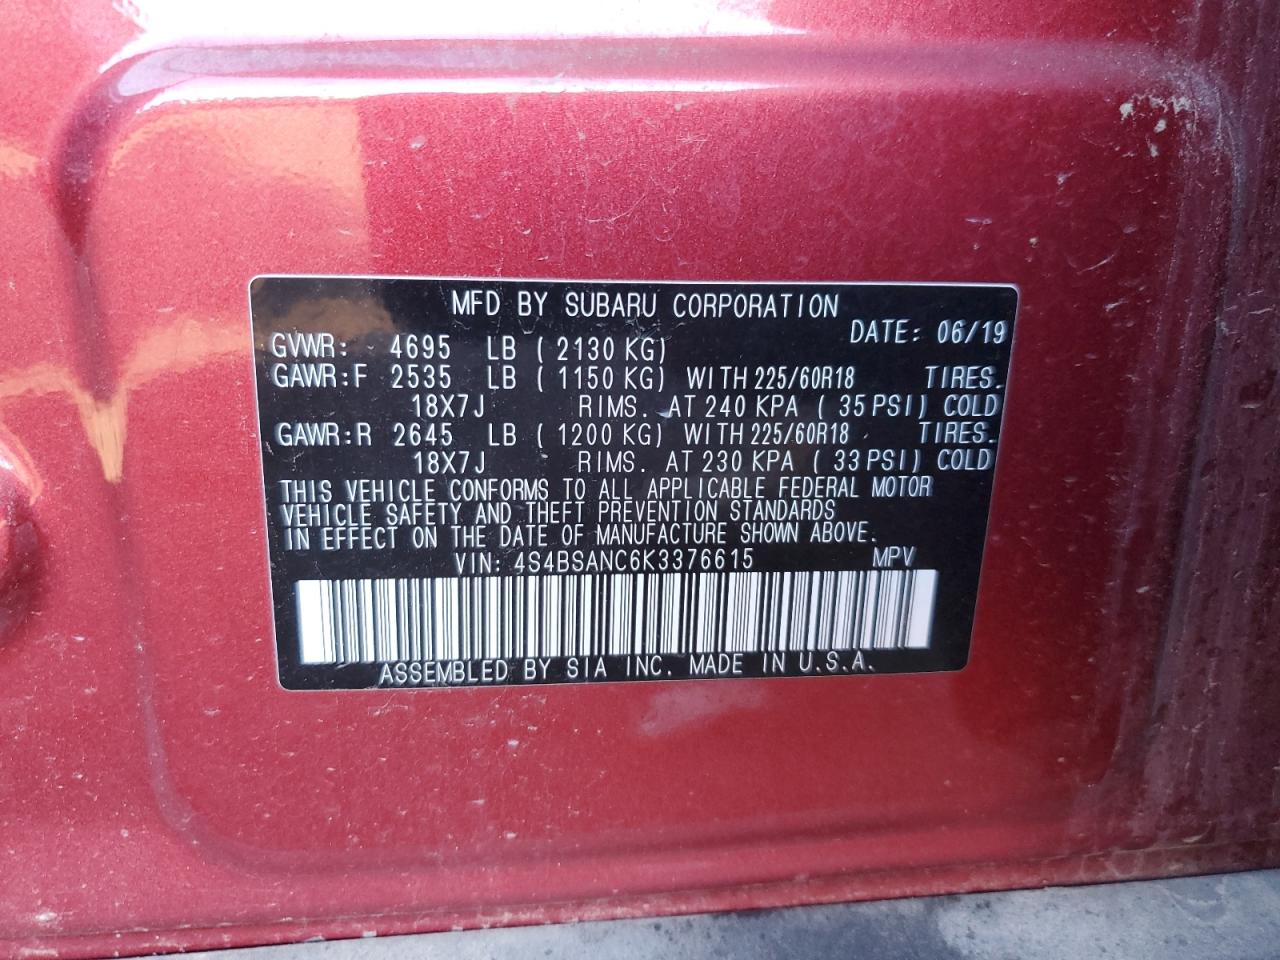 MFD BY SUBARU CORPORATION
DATE: 06/19
GVWR: 4695 LB ( 2130 KG)
GAWR:F 2535 LB ( 1150 KG) WITH 225/60R18 TIRES.
18X7J RIMS. AT 240 KPA ( 35 PSI) COLD
GAWR:R 2645 LB ( 1200 KG) WITH 225/60R18 TIRES.
18X7J RIMS. AT 230 KPA ( 33 PSI) COLD
THIS VEHICLE CONFORMS TO ALL APPLICABLE FEDERAL MOTOR
VEHICLE SAFETY AND THEFT PREVENTION STANDARDS
IN EFFECT ON THE DATE OF MANUFACTURE SHOWN ABOVE.
VIN: 4S4BSANC6K3376615 MPV
ASSEMBLED BY SIA INC. MADE IN U.S.A.